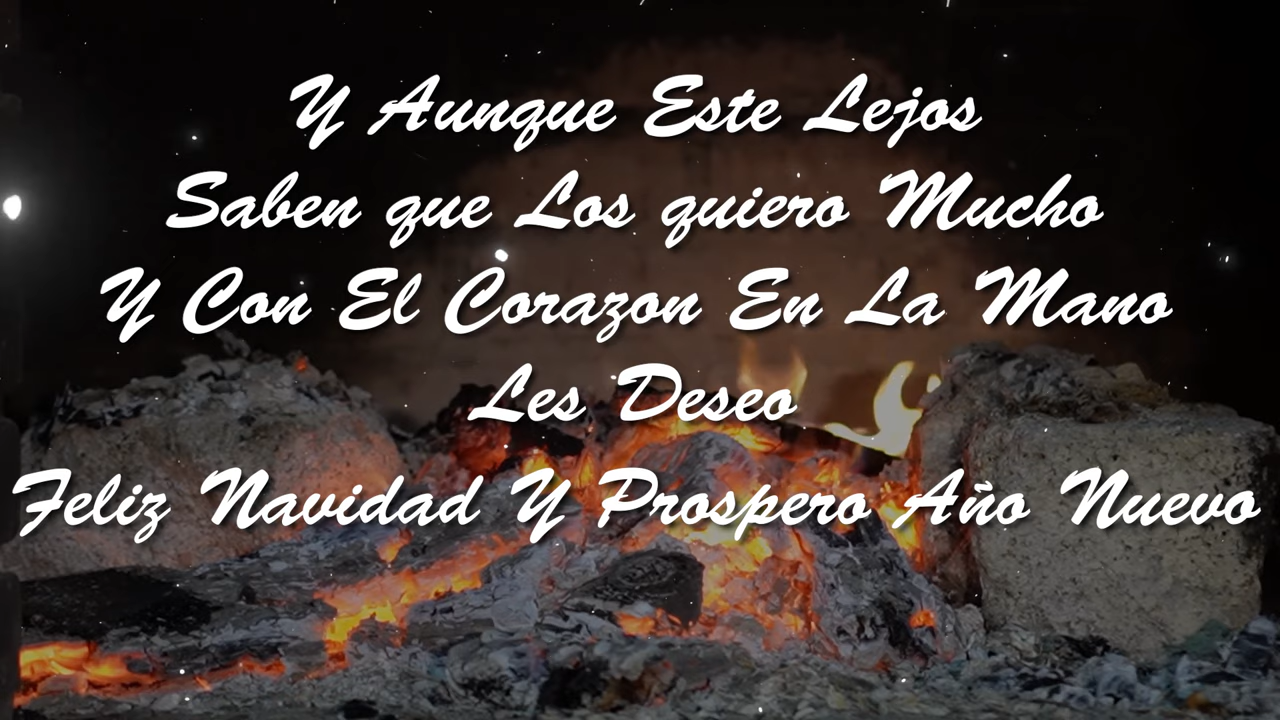 Y Aunque Este Lejos
Saben que Los quiero Mucho
Y Con El Corazon En La Mano
Les Deseo
Feliz Navidad Y Prospero Año Nuevo